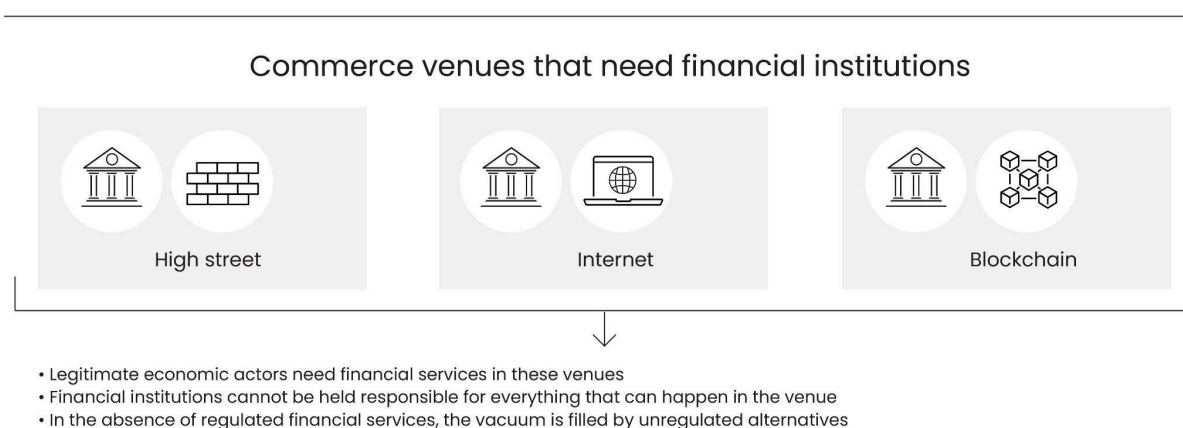 Commerce venues that need financial institutions
High street
Internet
Blockchain
• Legitimate economic actors need financial services in these venues
• Financial institutions cannot be held responsible for everything that can happen in the venue
• In the absence of regulated financial services, the vacuum is filled by unregulated alternatives